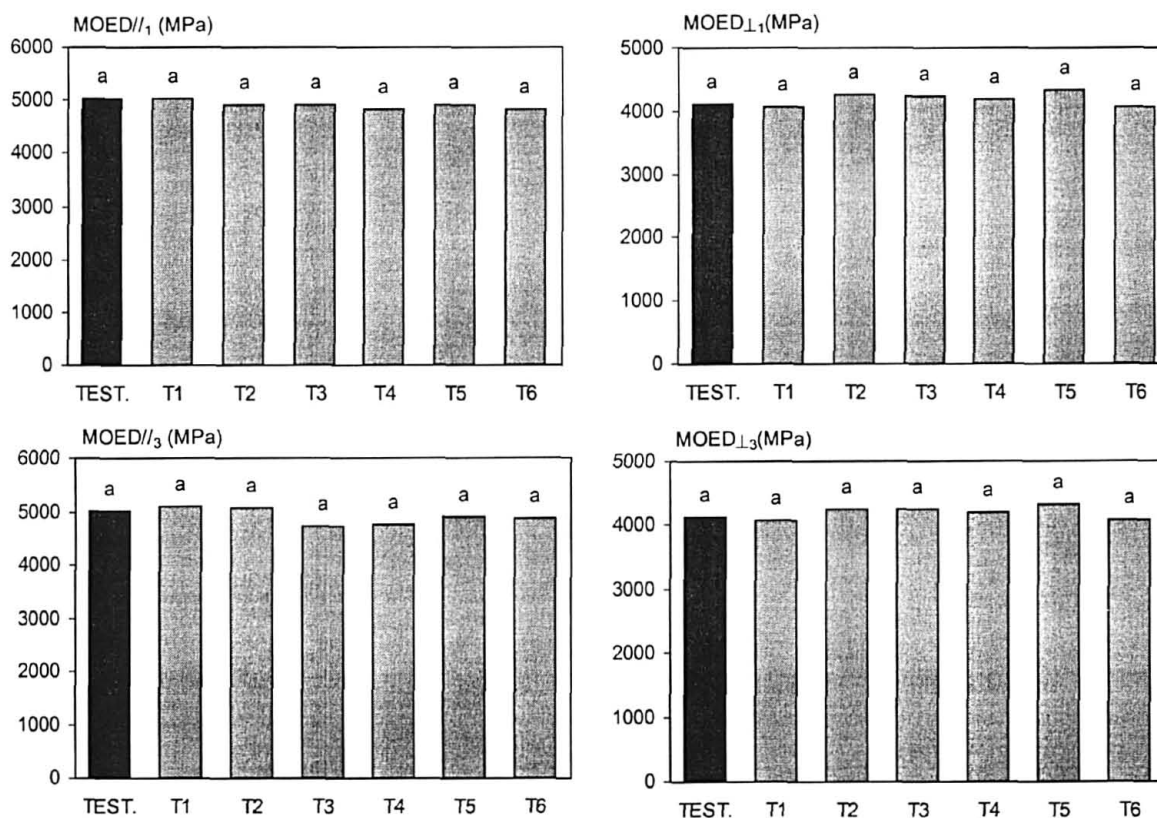 MOED//₁ (MPa)
6000
5000
4000
3000
2000
1000
0
a a a a a a a
TEST. T1 T2 T3 T4 T5 T6
MOED⊥₁(MPa)
5000
4000
3000
2000
1000
0
a a a a a a a
TEST. T1 T2 T3 T4 T5 T6
MOED//₃ (MPa)
6000
5000
4000
3000
2000
1000
0
a a a a a a a
TEST. T1 T2 T3 T4 T5 T6
MOED⊥₃(MPa)
5000
4000
3000
2000
1000
0
a a a a a a a
TEST. T1 T2 T3 T4 T5 T6